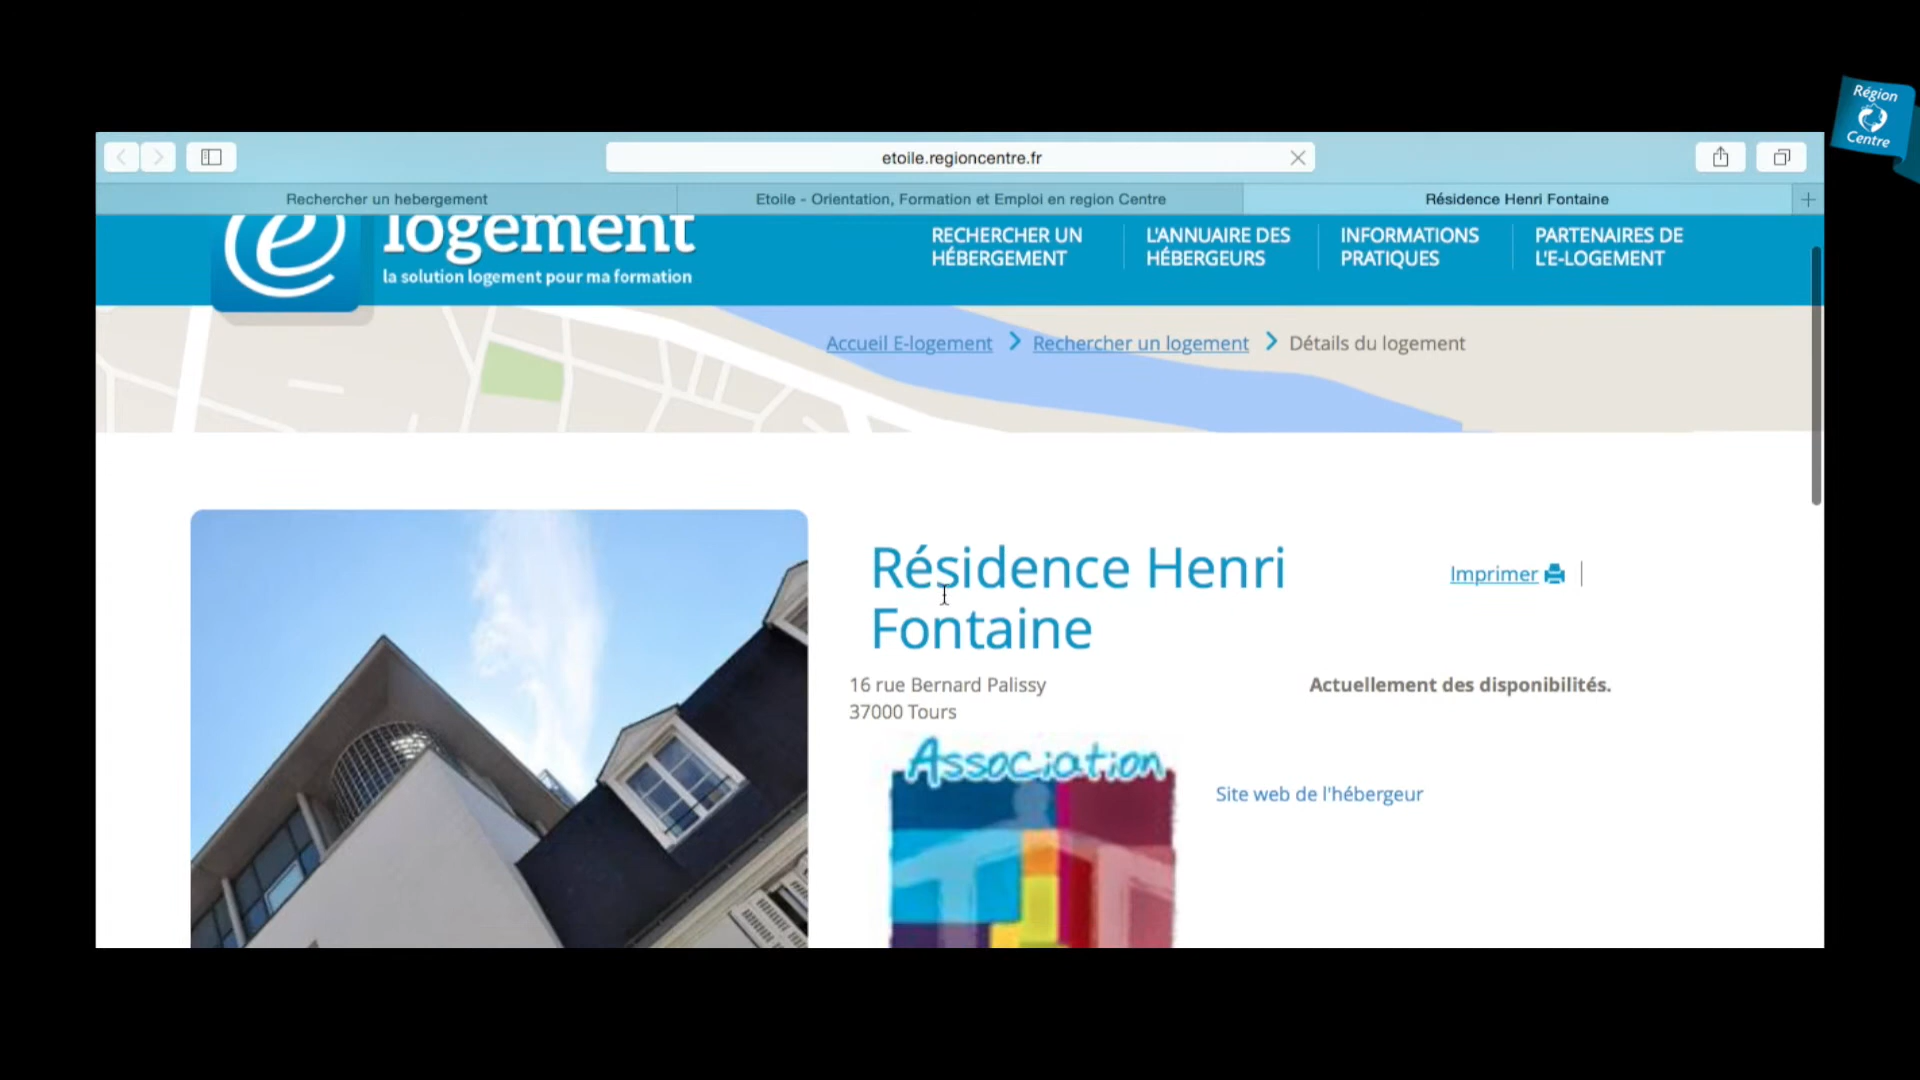 Région
Centre
etoile.regioncentre.fr
Rechercher un hebergement
Etoile - Orientation, Formation et Emploi en region Centre
Résidence Henri Fontaine
e
logement
la solution logement pour ma formation
RECHERCHER UN
HÉBERGEMENT
L'ANNUAIRE DES
HÉBERGEURS
INFORMATIONS
PRATIQUES
PARTENAIRES DE
L'E-LOGEMENT
Accueil E-logement
Rechercher un logement
Détails du logement
Résidence Henri
Fontaine
Imprimer
16 rue Bernard Palissy
37000 Tours
Actuellement des disponibilités.
Association
Site web de l'hébergeur